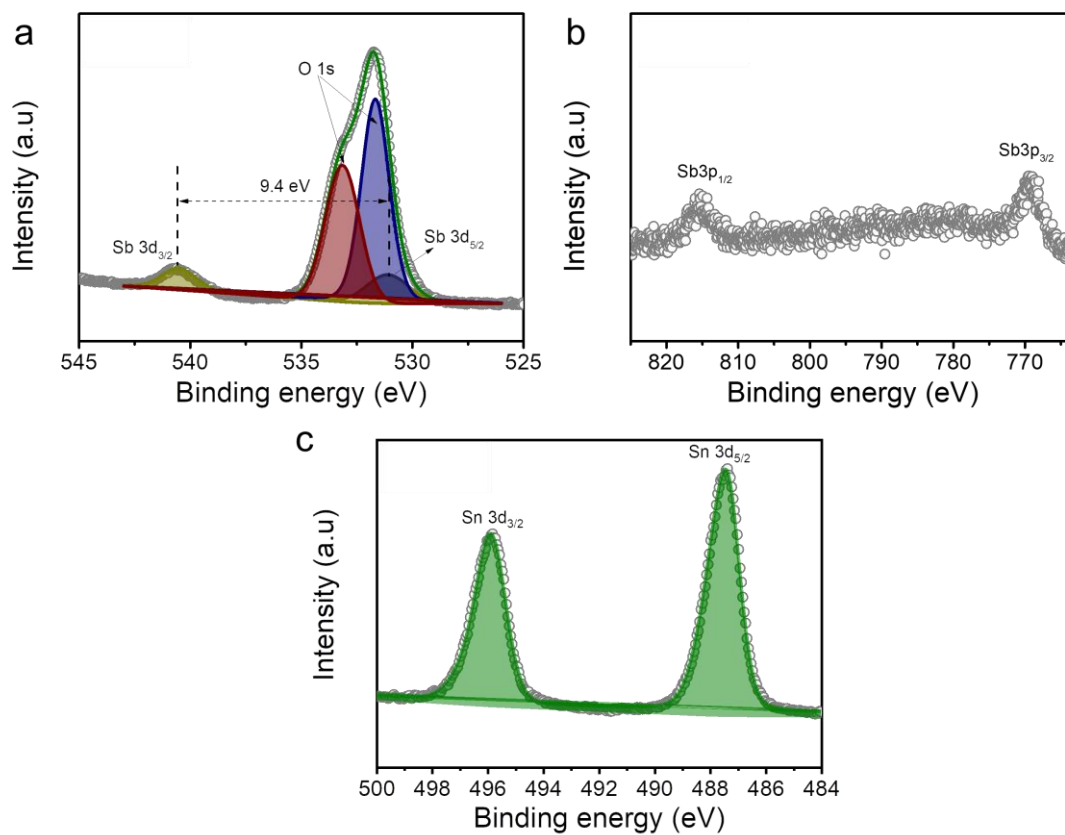 a
O 1s
9.4 eV
Sb 3d3/2
Sb 3d5/2
Intensity (a.u)
545 540 535 530 525
Binding energy (eV)
b
Sb3p1/2
Sb3p3/2
Intensity (a.u)
820 810 800 790 780 770
Binding energy (eV)
c
Sn 3d3/2
Sn 3d5/2
Intensity (a.u)
500 498 496 494 492 490 488 486 484
Binding energy (eV)